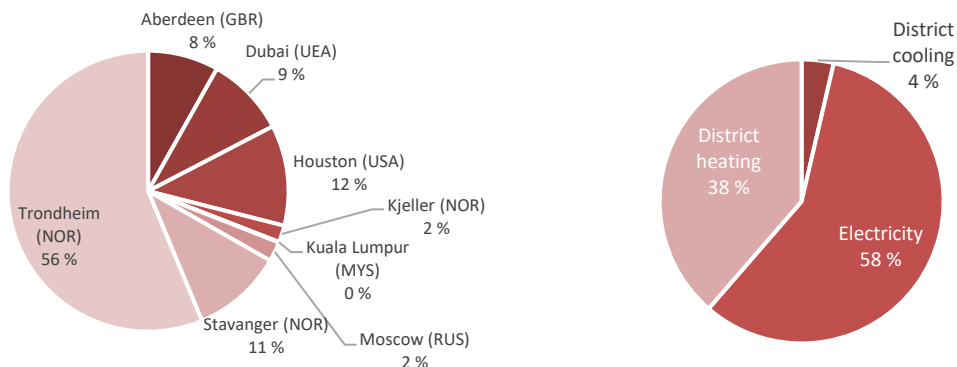 Aberdeen (GBR)
8 %
Dubai (UEA)
9 %
Houston (USA)
12 %
Kjeller (NOR)
2 %
Kuala Lumpur
(MYS)
0 %
Moscow (RUS)
2 %
Stavanger (NOR)
11 %
Trondheim
(NOR)
56 %
District
cooling
4 %
Electricity
58 %
District
heating
38 %